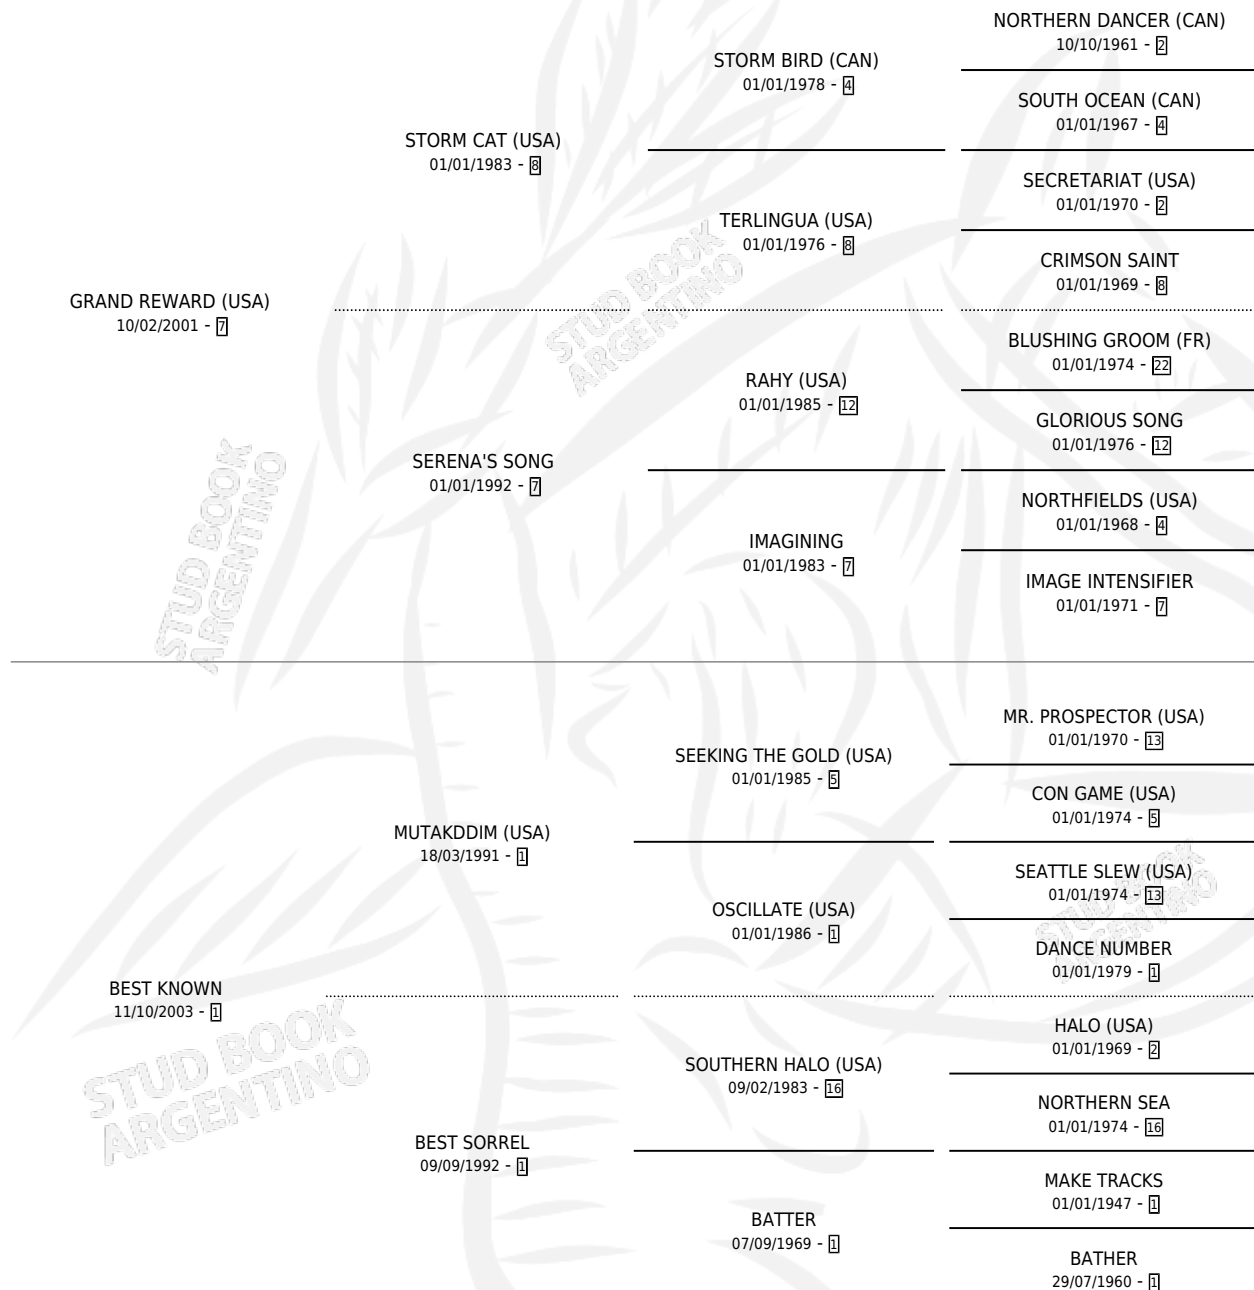 NORTHERN DANCER (CAN)
10/10/1961 - 2
STORM BIRD (CAN)
01/01/1978 - 4
SOUTH OCEAN (CAN)
01/01/1967 - 4
STORM CAT (USA)
01/01/1983 - 8
SECRETARIAT (USA)
01/01/1970 - 2
TERLINGUA (USA)
01/01/1976 - 8
CRIMSON SAINT
01/01/1969 - 8
GRAND REWARD (USA)
10/02/2001 - 7
STUD BOOK
ARGENTINO
BLUSHING GROOM (FR)
01/01/1974 - 22
RAHY (USA)
01/01/1985 - 12
GLORIOUS SONG
01/01/1976 - 12
SERENA'S SONG
01/01/1992 - 7
NORTHFIELDS (USA)
01/01/1968 - 4
IMAGINING
01/01/1983 - 7
IMAGE INTENSIFIER
01/01/1971 - 7
STUD BOOK
ARGENTINO
MR. PROSPECTOR (USA)
01/01/1970 - 13
SEEKING THE GOLD (USA)
01/01/1985 - 5
CON GAME (USA)
01/01/1974 - 5
MUTAKDDIM (USA)
18/03/1991 - 1
SEATTLE SLEW (USA)
01/01/1974 - 13
OSCILLATE (USA)
01/01/1986 - 1
STUD BOOK
ARGENTINO
DANCE NUMBER
01/01/1979 - 1
BEST KNOWN
11/10/2003 - 1
STUD BOOK
ARGENTINO
HALO (USA)
01/01/1969 - 2
SOUTHERN HALO (USA)
09/02/1983 - 16
NORTHERN SEA
01/01/1974 - 16
BEST SORREL
09/09/1992 - 1
MAKE TRACKS
01/01/1947 - 1
BATTER
07/09/1969 - 1
BATHER
29/07/1960 - 1